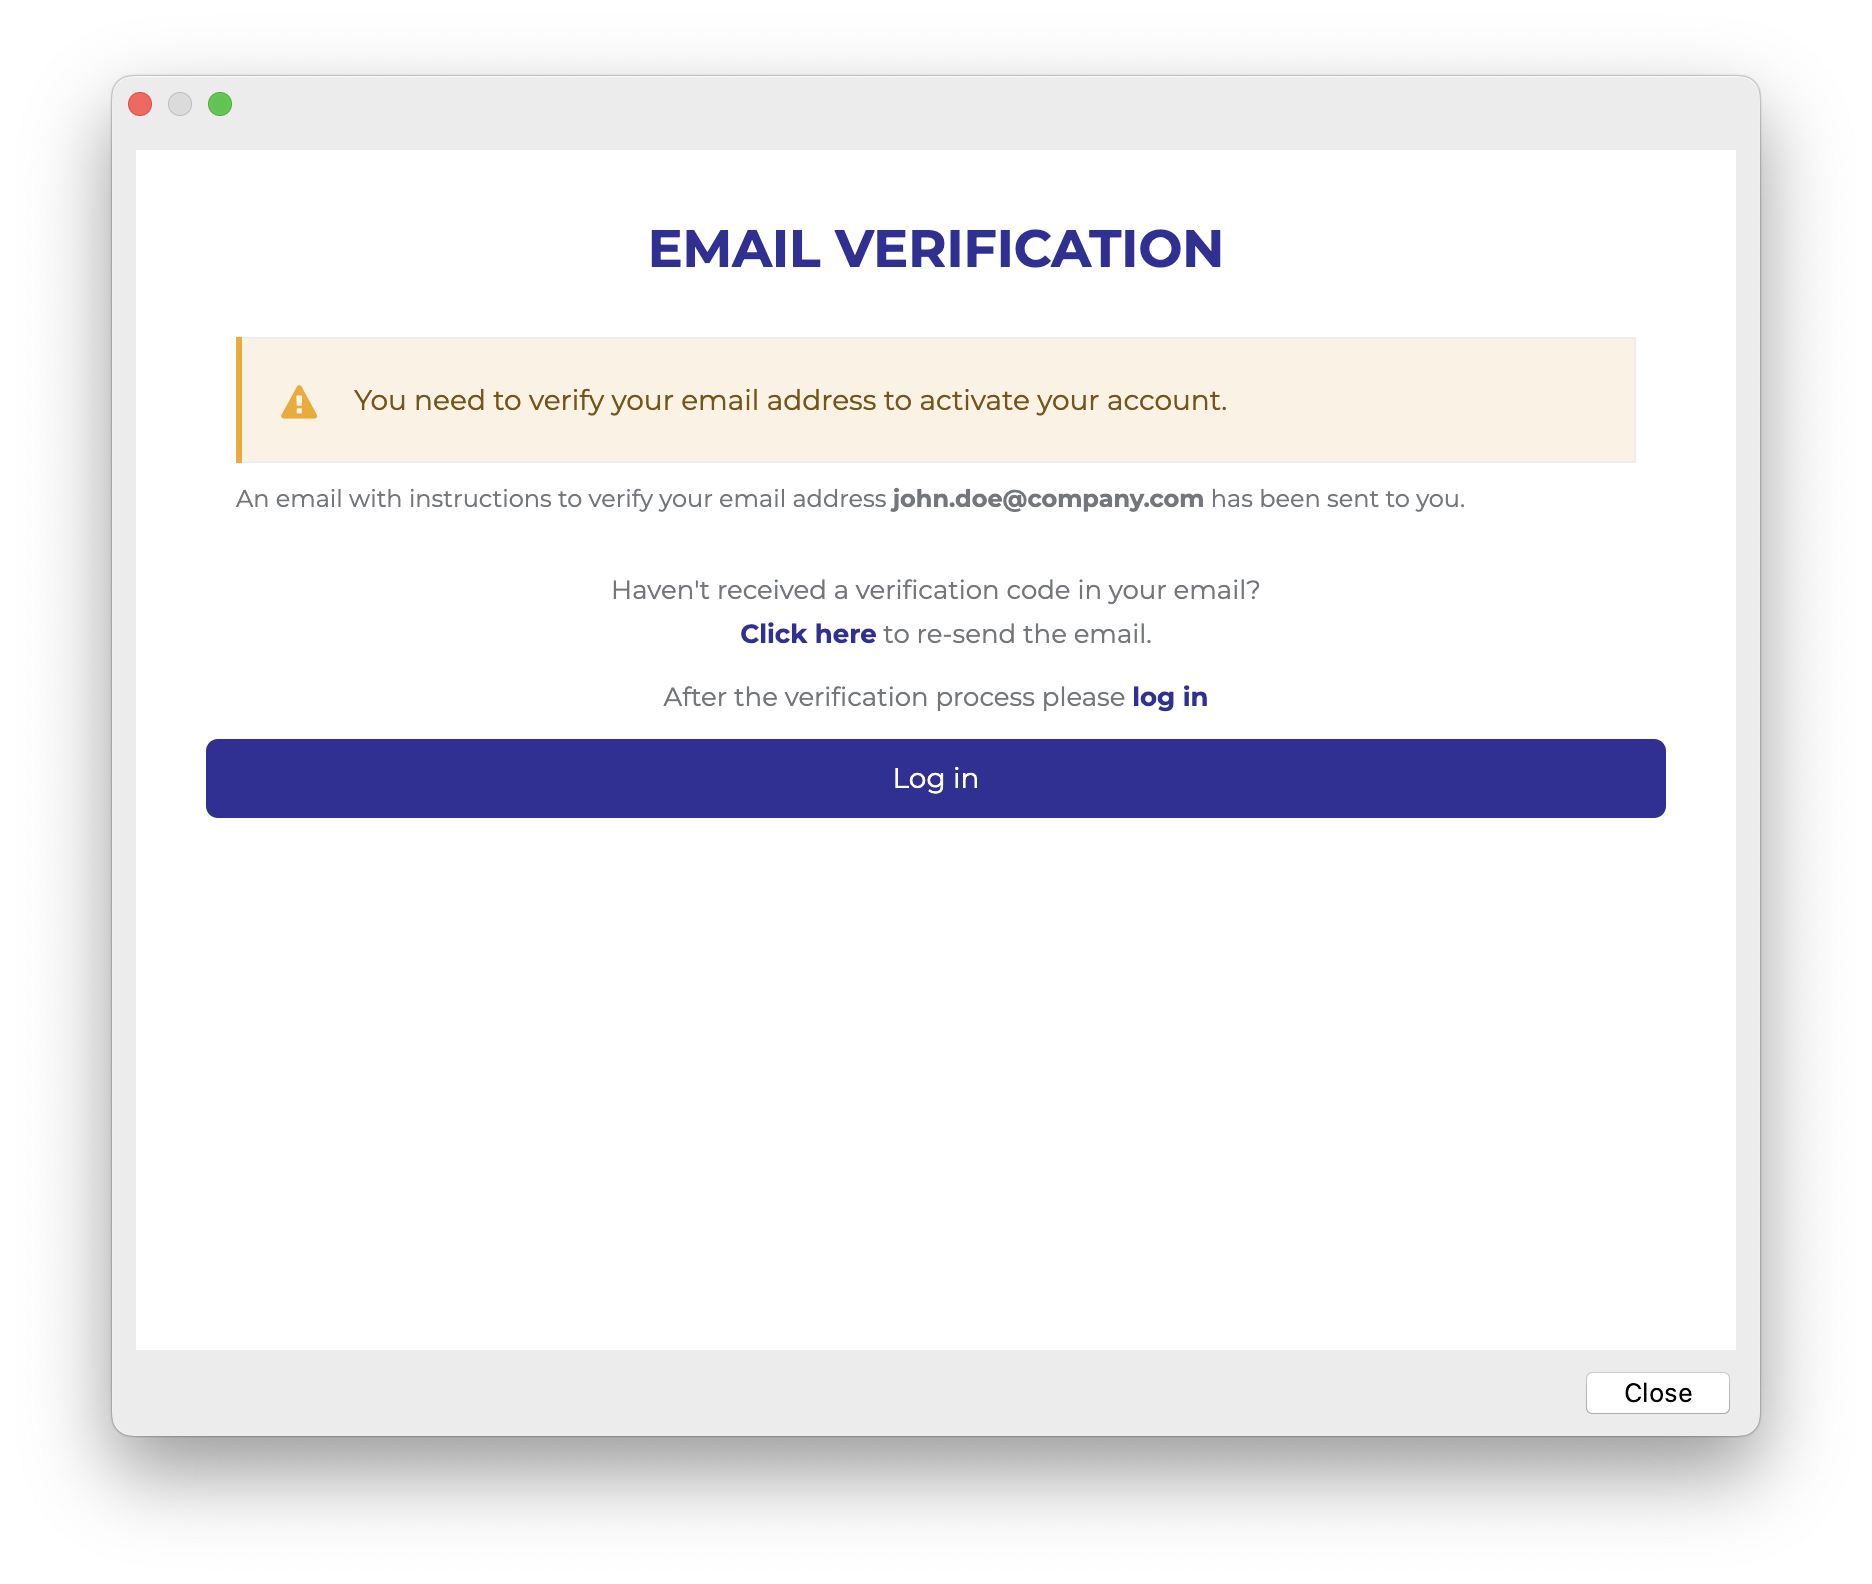 EMAIL VERIFICATION
You need to verify your email address to activate your account.
An email with instructions to verify your email address john.doe@company.com has been sent to you.
Haven't received a verification code in your email?
Click here to re-send the email.
After the verification process please log in
Log in
Close